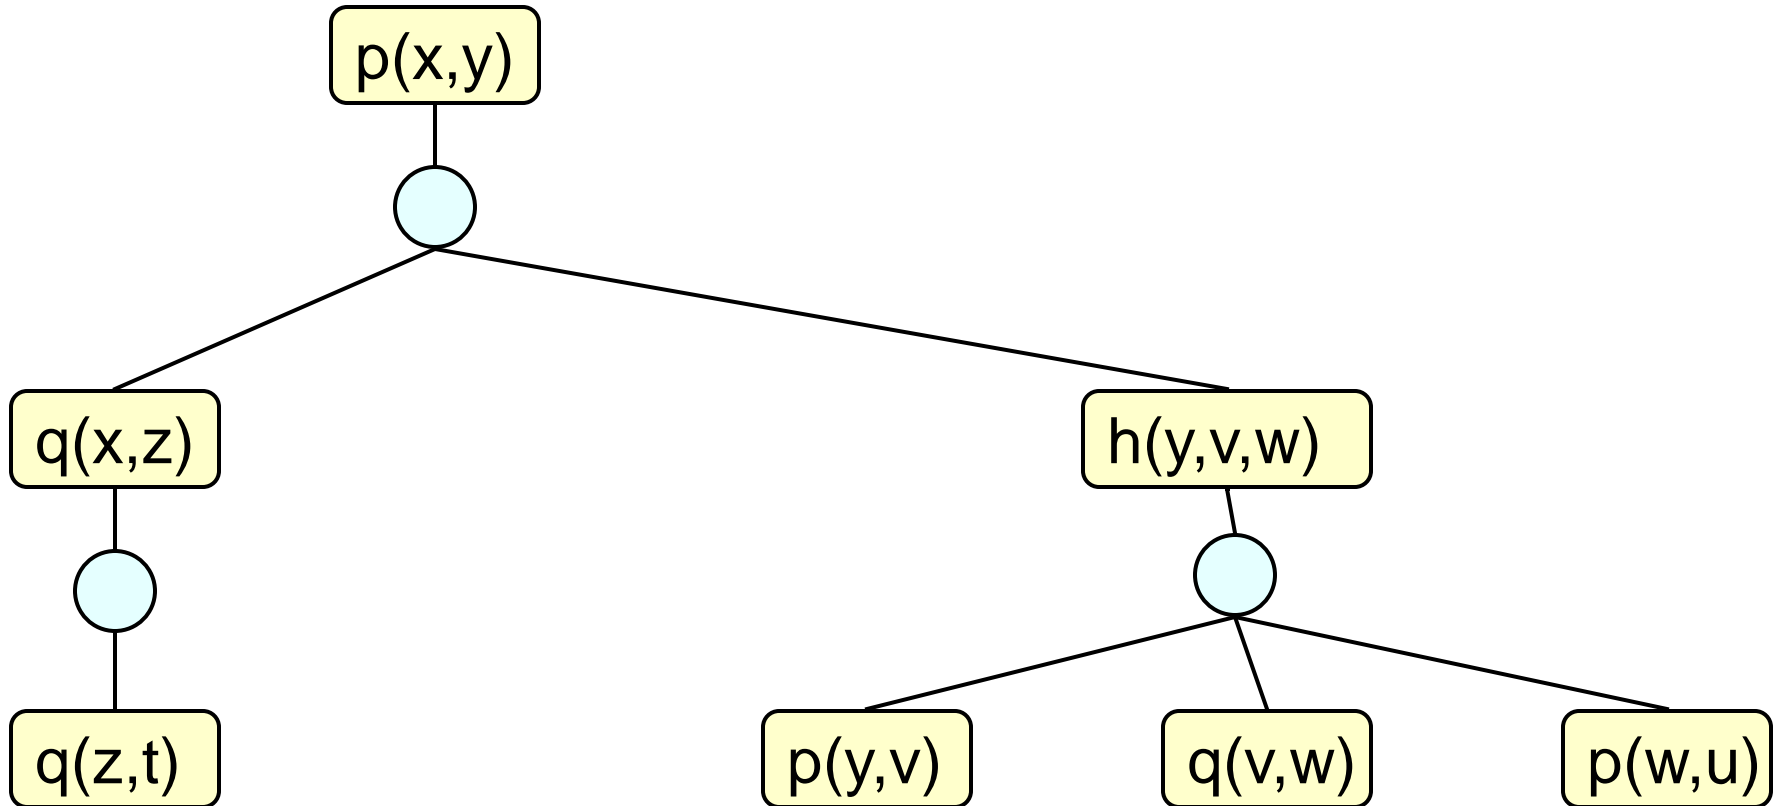 p(x,y)
q(x,z)
h(y,v,w)
q(z,t)
p(y,v)
q(v,w)
p(w,u)